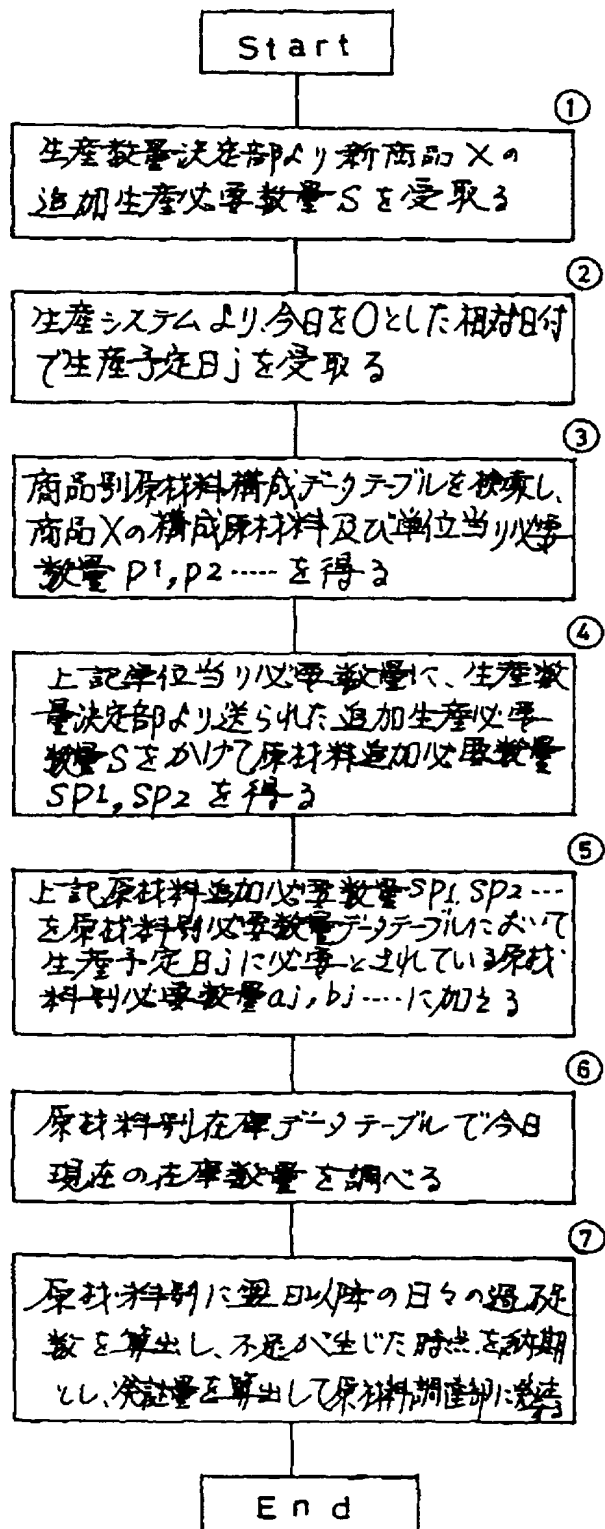 Start
①
生産数量決定部より新商品Xの
追加生産必要数量Sを受取る
②
生産システムより、今日を0とした相対日付
で生産予定日jを受取る
③
商品別原材料構成データテーブルを検索し、
商品Xの構成原材料及び単位当り必要
数量P1,P2……を得る
④
上記単位当り必要数量に、生産数
量決定部より送られた追加生産必要
数量Sをかけて原材料追加必要数量
SP1,SP2を得る
⑤
上記原材料追加必要数量SP1.SP2…
を原材料別必要数量データテーブルにおいて
生産予定日jに必要とされている原材
料別必要数量aj,bj……に加える
⑥
原材料別在庫データテーブルで今日
現在の在庫数量を調べる
⑦
原材料別に翌日以降の日々の過不足
数を算出し、不足が生じた時点を納期
とし、発註量を算出して原材料調達部に発註する
End